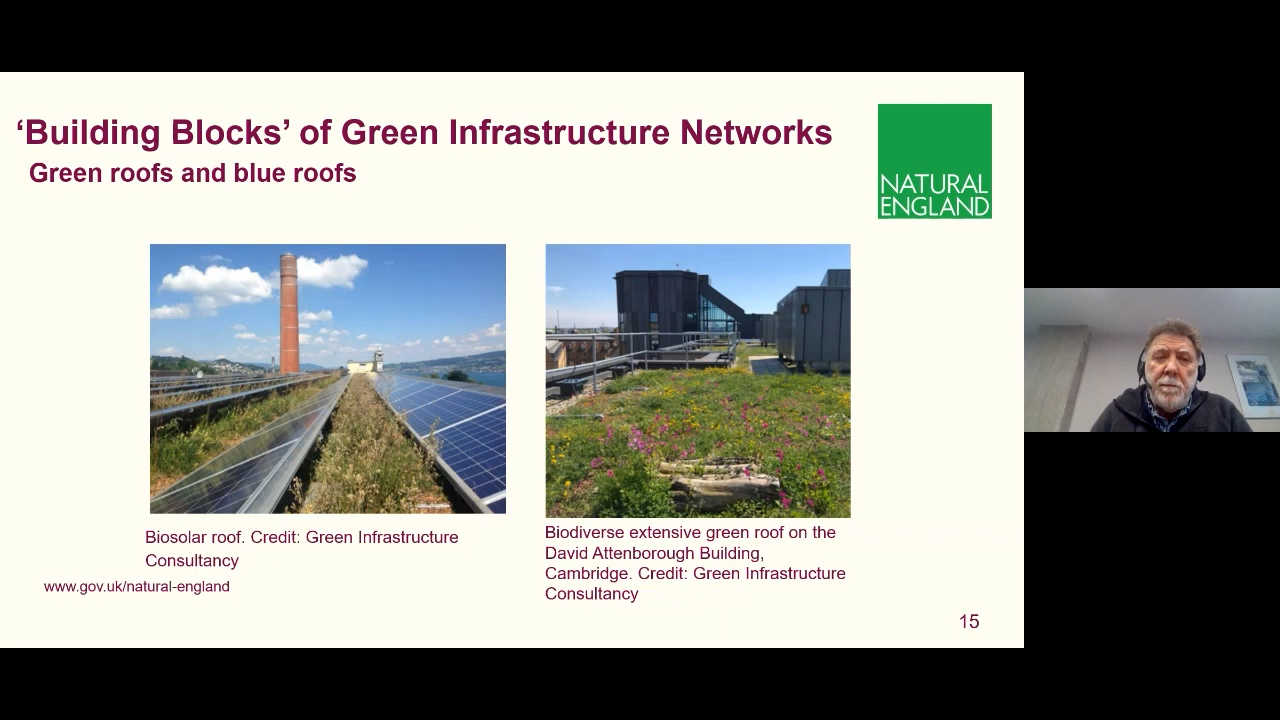 ‘Building Blocks’ of Green Infrastructure Networks
Green roofs and blue roofs
NATURAL
ENGLAND
Biosolar roof. Credit: Green Infrastructure
Consultancy
Biodiverse extensive green roof on the
David Attenborough Building,
Cambridge. Credit: Green Infrastructure
Consultancy
www.gov.uk/natural-england
15